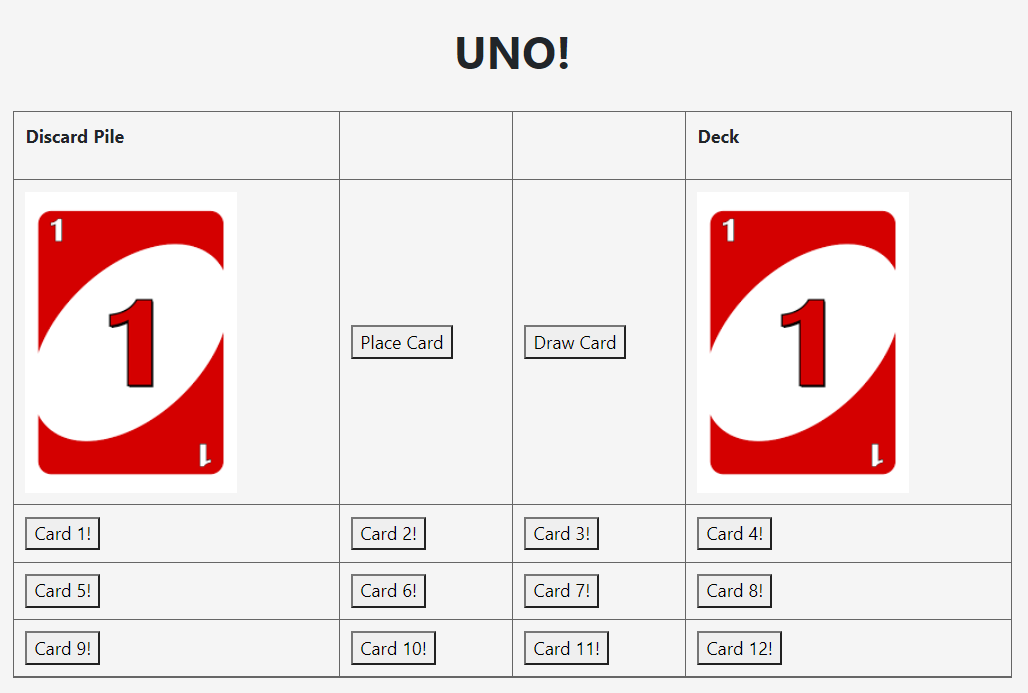 UNO!
Discard Pile
Deck
1
1
1
1
1
1
Place Card
Draw Card
Card 1!
Card 2!
Card 3!
Card 4!
Card 5!
Card 6!
Card 7!
Card 8!
Card 9!
Card 10!
Card 11!
Card 12!